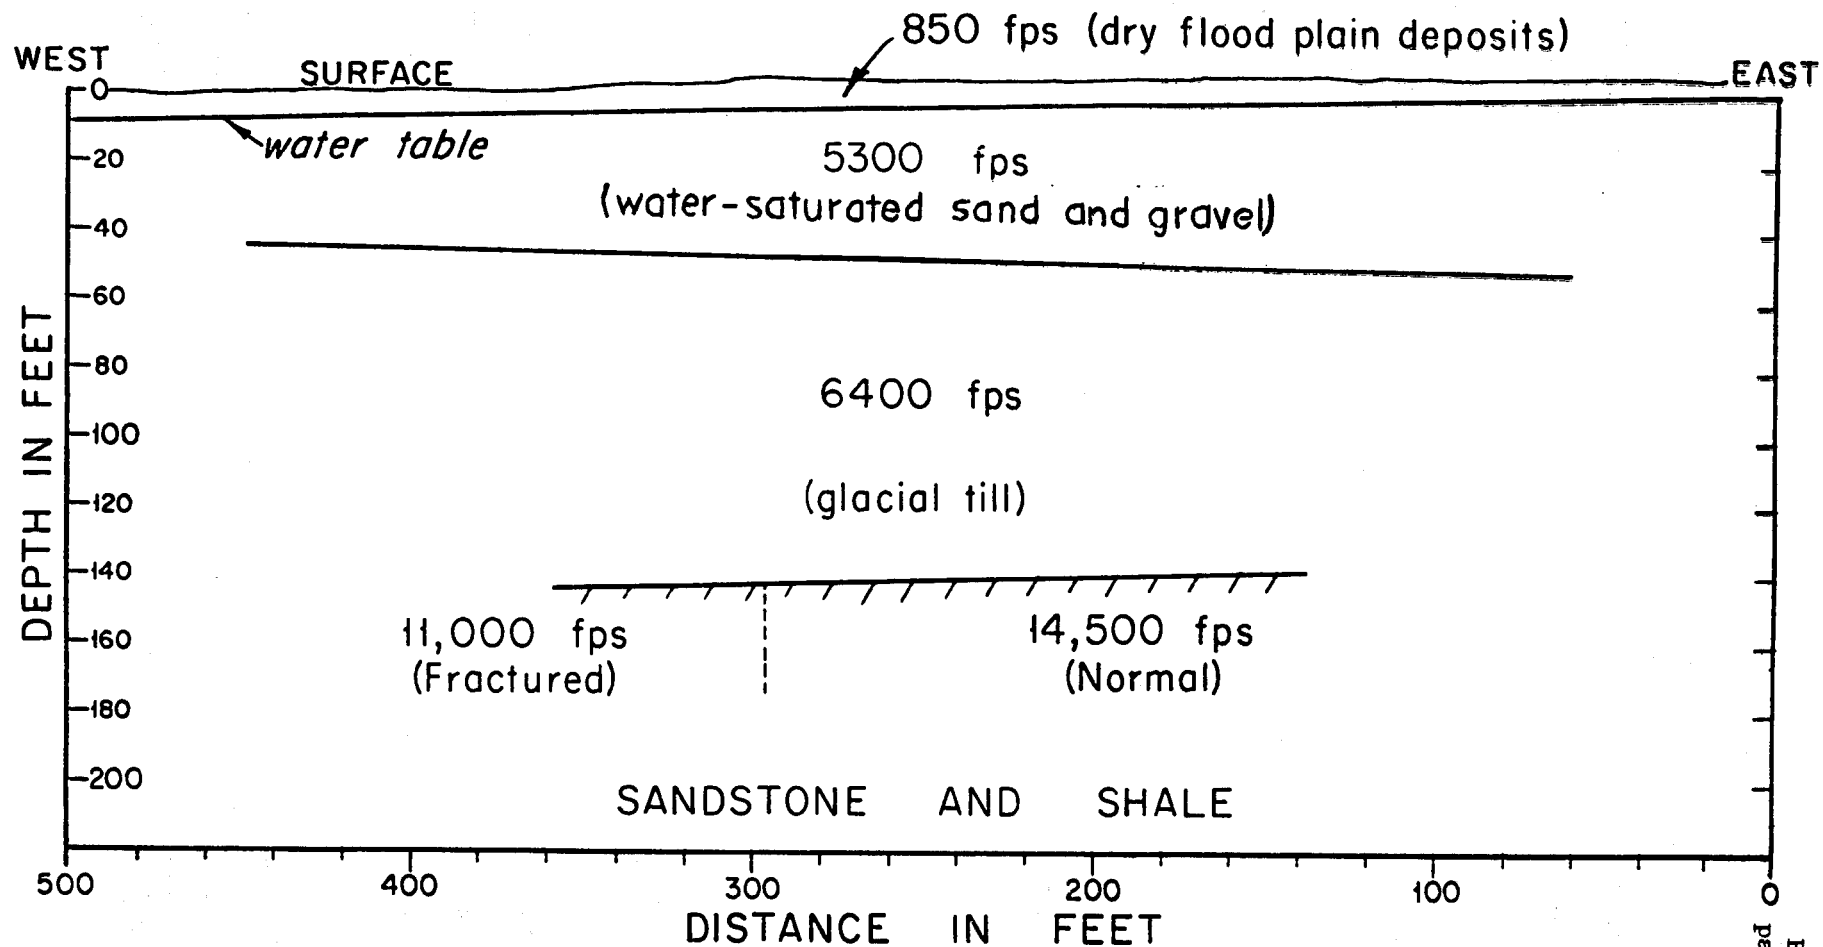 850 fps (dry flood plain deposits)
WEST
SURFACE
EAST
0
water table
-20
5300 fps
(water-saturated sand and gravel)
-40
-60
-80
6400 fps
-100
(glacial till)
-120
-140
11,000 fps
(Fractured)
14,500 fps
(Normal)
-160
-180
-200
DEPTH IN FEET
SANDSTONE AND SHALE
500 400 300 200 100 0
DISTANCE IN FEET